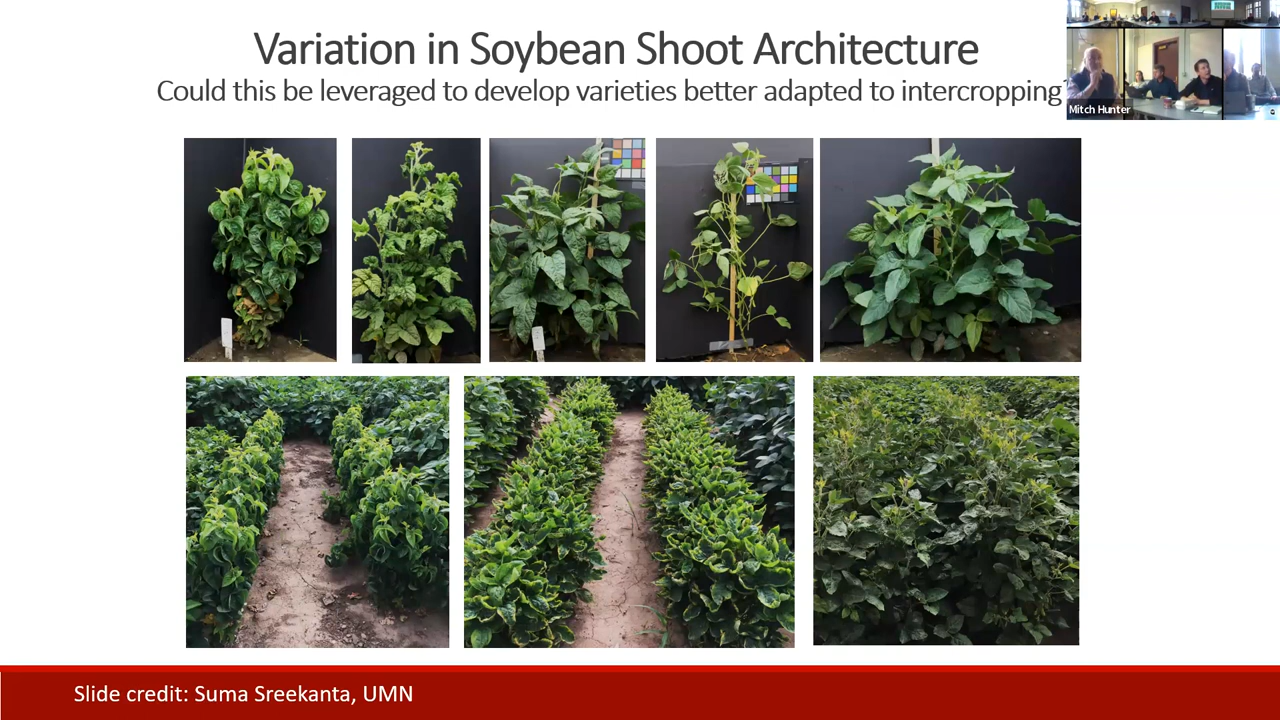 Variation in Soybean Shoot Architecture
Could this be leveraged to develop varieties better adapted to intercropping
Mitch Hunter
Slide credit: Suma Sreekanta, UMN